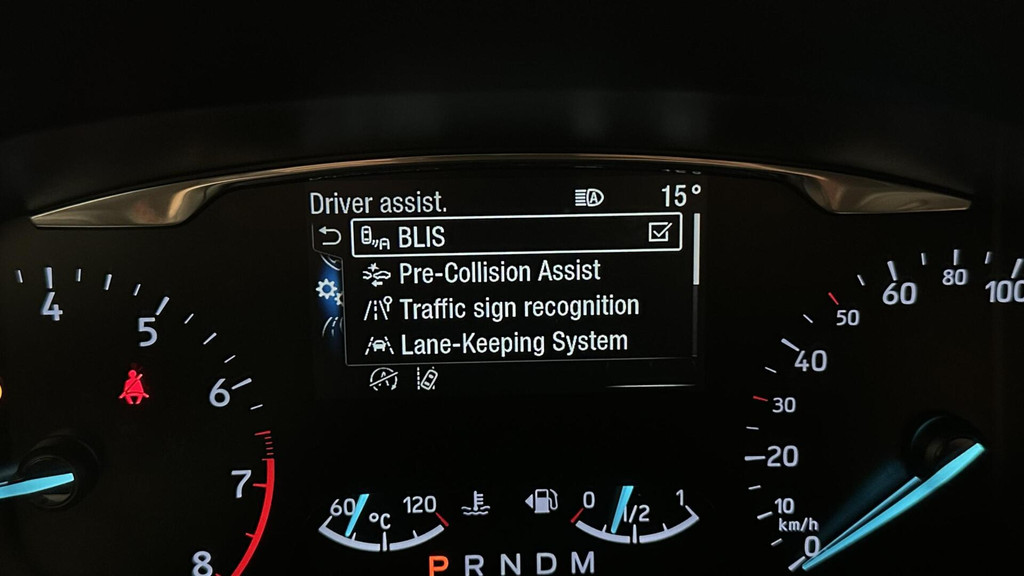 Driver assist.
A
15°
A
BLIS
Pre-Collision Assist
Traffic sign recognition
Lane-Keeping System
A
4
5
6
7
8
60
°C
120
0
1/2
1
P R N D M
0
10
20
30
40
50
60
80
100
km/h